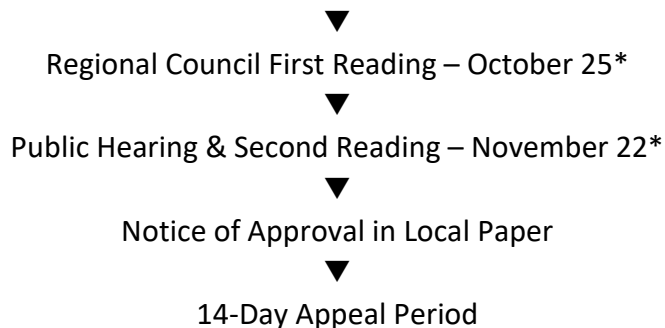 Regional Council First Reading – October 25*
Public Hearing & Second Reading – November 22*
Notice of Approval in Local Paper
14-Day Appeal Period